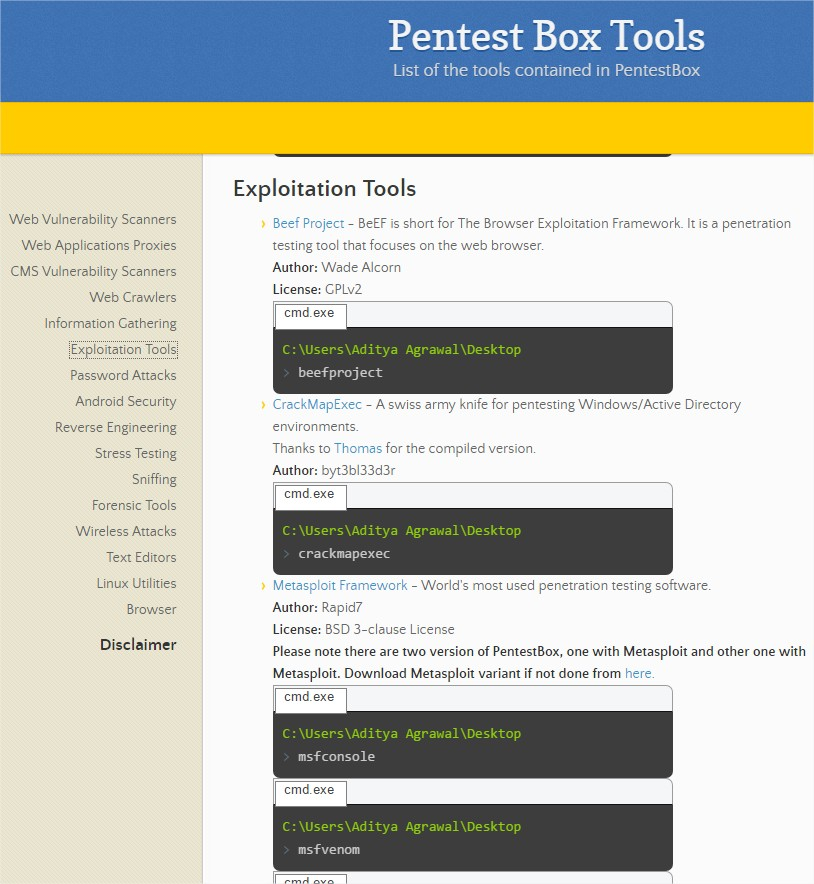 Pentest Box Tools
List of the tools contained in PentestBox
Web Vulnerability Scanners
Web Applications Proxies
CMS Vulnerability Scanners
Web Crawlers
Information Gathering
Exploitation Tools
Password Attacks
Android Security
Reverse Engineering
Stress Testing
Sniffing
Forensic Tools
Wireless Attacks
Text Editors
Linux Utilities
Browser
Disclaimer
Exploitation Tools
› Beef Project – BeEF is short for The Browser Exploitation Framework. It is a penetration
testing tool that focuses on the web browser.
Author: Wade Alcorn
License: GPLv2
cmd.exe
C:\Users\Aditya Agrawal\Desktop
> beefproject
› CrackMapExec – A swiss army knife for pentesting Windows/Active Directory
environments.
Thanks to Thomas for the compiled version.
Author: byt3bl33d3r
cmd.exe
C:\Users\Aditya Agrawal\Desktop
> crackmapexec
› Metasploit Framework – World's most used penetration testing software.
Author: Rapid7
License: BSD 3-clause License
Please note there are two version of PentestBox, one with Metasploit and other one with
Metasploit. Download Metasploit variant if not done from here.
cmd.exe
C:\Users\Aditya Agrawal\Desktop
> msfconsole
cmd.exe
C:\Users\Aditya Agrawal\Desktop
> msfvenom
cmd.exe